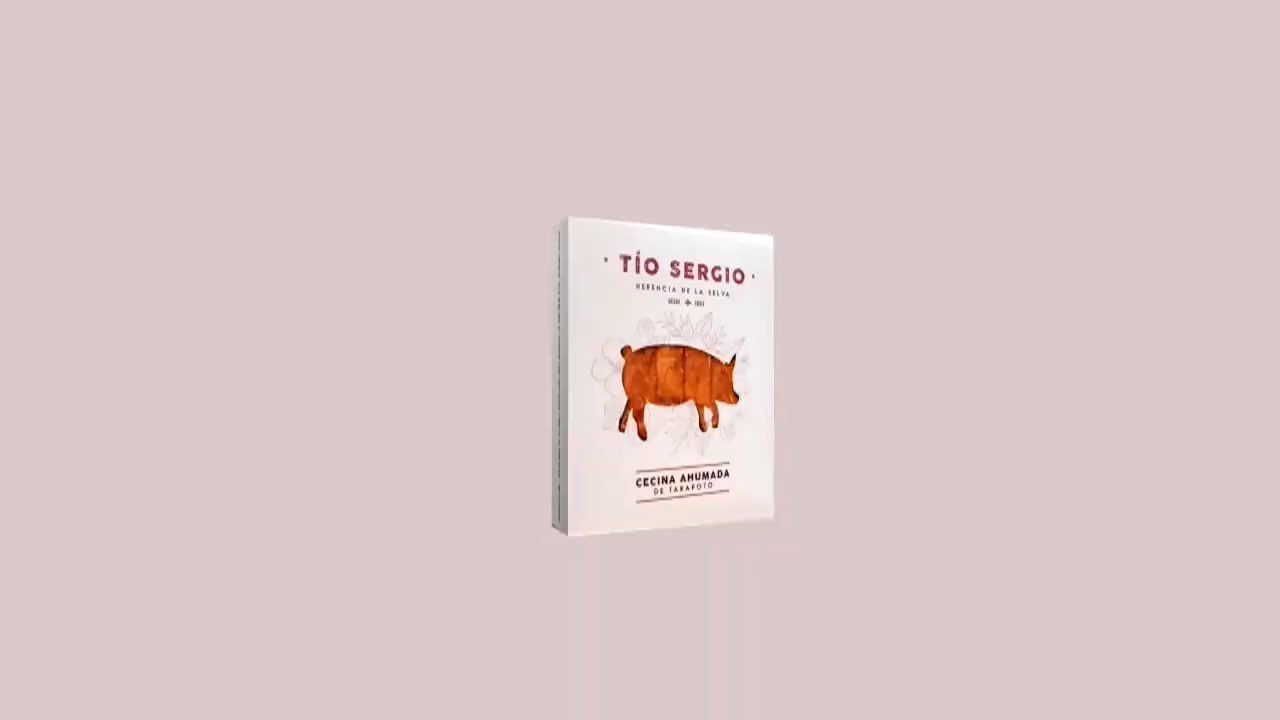 · TÍO SERGIO ·
HERENCIA DE LA SELVA
CECINA AHUMADA
DE TARAPOTO